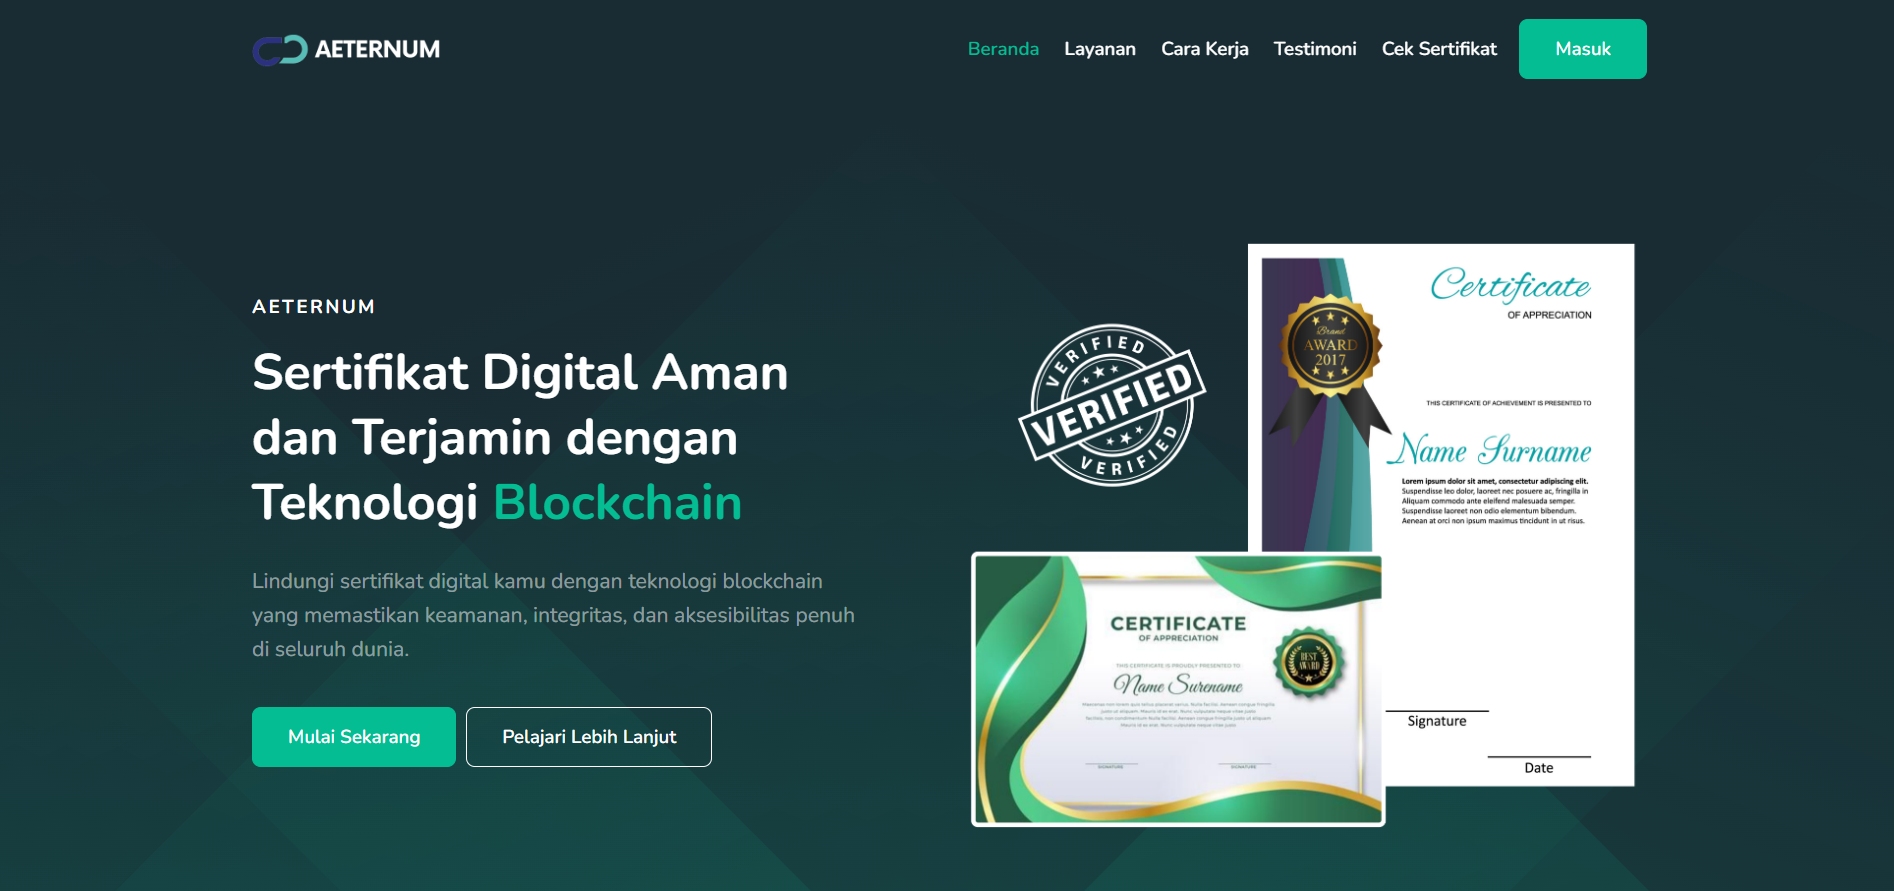 AETERNUM
Beranda
Layanan
Cara Kerja
Testimoni
Cek Sertifikat
Masuk
AETERNUM
Sertifikat Digital Aman
dan Terjamin dengan
Teknologi Blockchain
Lindungi sertifikat digital kamu dengan teknologi blockchain
yang memastikan keamanan, integritas, dan aksesibilitas penuh
di seluruh dunia.
Mulai Sekarang
Pelajari Lebih Lanjut
VERIFIED
VERIFIED
VERIFIED
Certificate
OF APPRECIATION
Brand
AWARD
2017
THIS CERTIFICATE OF ACHIEVEMENT IS PRESENTED TO
Name Surname
Lorem ipsum dolor sit amet, consectetur adipiscing elit.
Suspendisse leo dolor, laoreet nec posuere ac, fringilla in
Aliquam commodo ante eleifend malesuada semper.
Suspendisse laoreet non odio elementum bibendum.
Aenean at orci non ipsum maximus tincidunt in ut risus.
Signature
Date
CERTIFICATE
OF APPRECIATION
THIS CERTIFICATE IS PROUDLY PRESENTED TO
Name Surename
BEST
AWARD
SIGNATURE
SIGNATURE